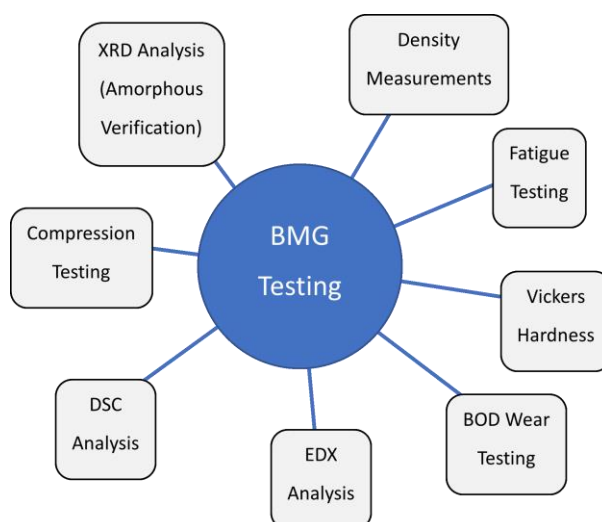 XRD Analysis
(Amorphous
Verification)
Density
Measurements
Fatigue
Testing
Compression
Testing
BMG
Testing
Vickers
Hardness
DSC
Analysis
EDX
Analysis
BOD Wear
Testing